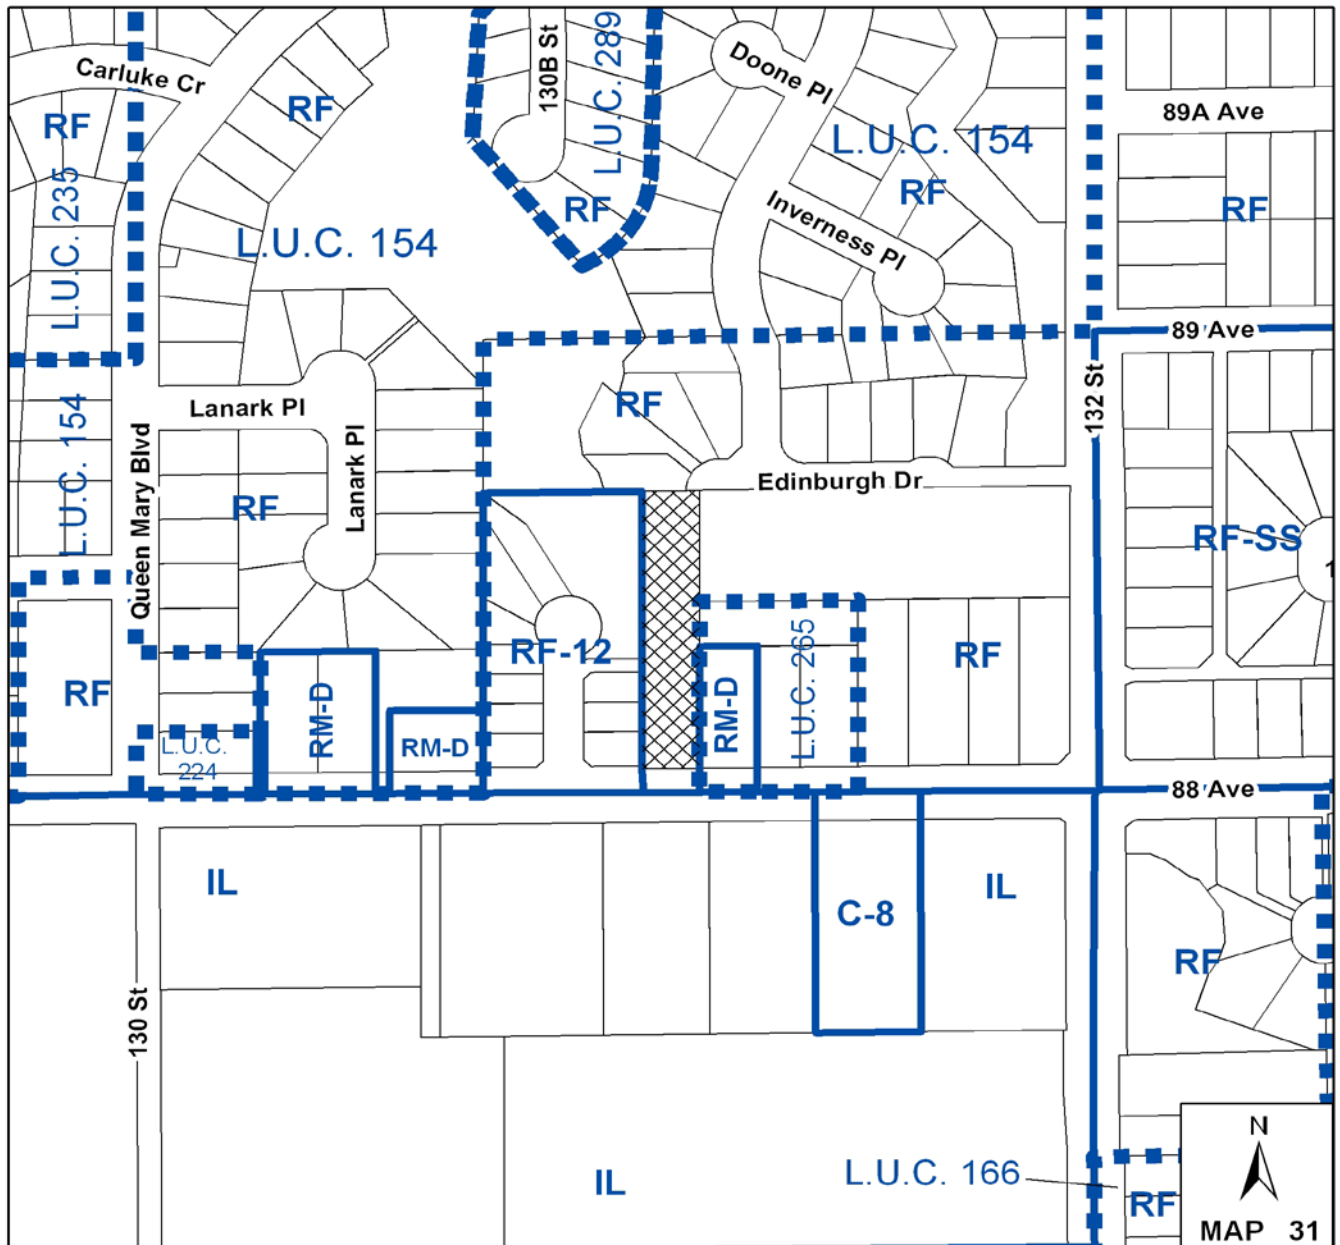 130B St
L.U.C. 289
Doone Pl
Carluke Cr
RF
RF
89A Ave
L.U.C. 154
RF
L.U.C. 235
RF
Inverness Pl
RF
L.U.C. 154
89 Ave
132 St
Lanark Pl
RF
L.U.C. 154
Queen Mary Blvd
Lanark Pl
RF
Edinburgh Dr
RF-SS
1
RF-12
L.U.C. 265
RF
RF
RM-D
RM-D
RM-D
L.U.C.
224
88 Ave
IL
C-8
IL
RF
130 St
IL
L.U.C. 166
RF
N
MAP 31